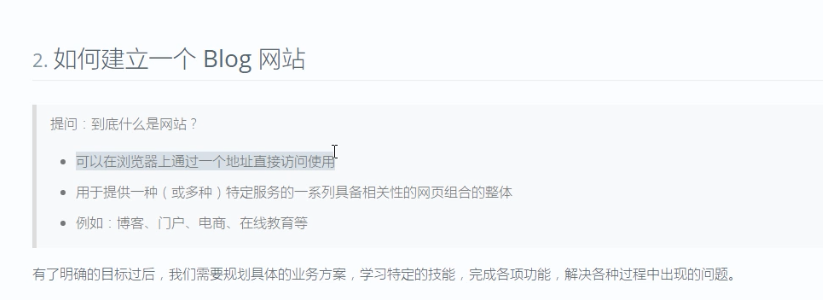 2. 如何建立一个 Blog 网站
提问：到底什么是网站？
可以在浏览器上通过一个地址直接访问使用
用于提供一种（或多种）特定服务的一系列具备相关性的网页组合的整体
例如：博客、门户、电商、在线教育等
有了明确的目标过后，我们需要规划具体的业务方案，学习特定的技能，完成各项功能，解决各种过程中出现的问题。